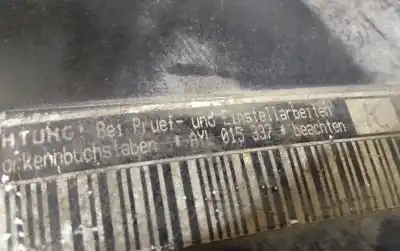 HTUNG! Bei Pruef- und Einstellarbeiten
orkennbuchstaben * AYL 015 337 * beachten
K